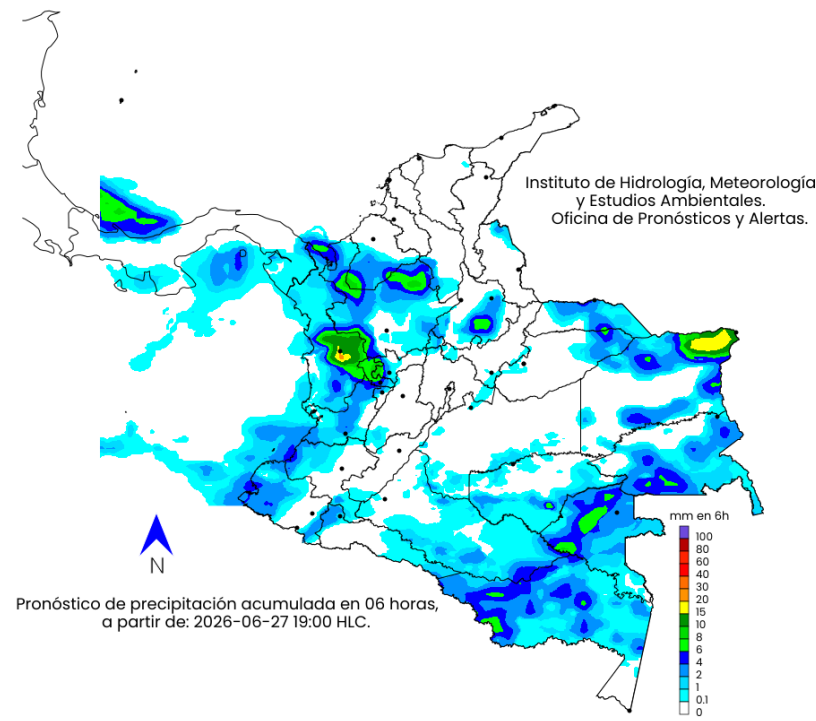 Instituto de Hidrología, Meteorología
y Estudios Ambientales.
Oficina de Pronósticos y Alertas.
N
mm en 6h
100
80
60
40
30
20
15
10
8
6
4
2
1
0.1
0
Pronóstico de precipitación acumulada en 06 horas,
a partir de: 2026-06-27 19:00 HLC.